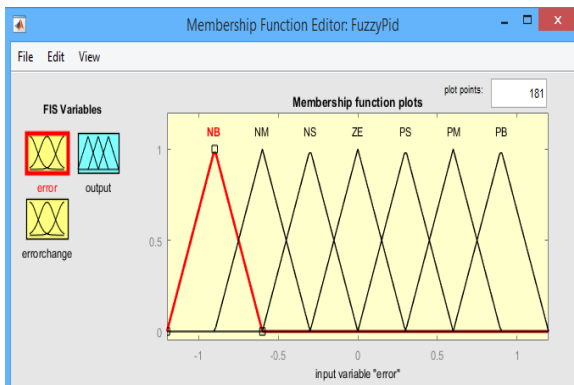 Membership Function Editor: FuzzyPid
File Edit View
FIS Variables
error
output
errorchange
plot points: 181
Membership function plots
NB NM NS ZE PS PM PB
1
0.5
0
-1 -0.5 0 0.5 1
input variable "error"